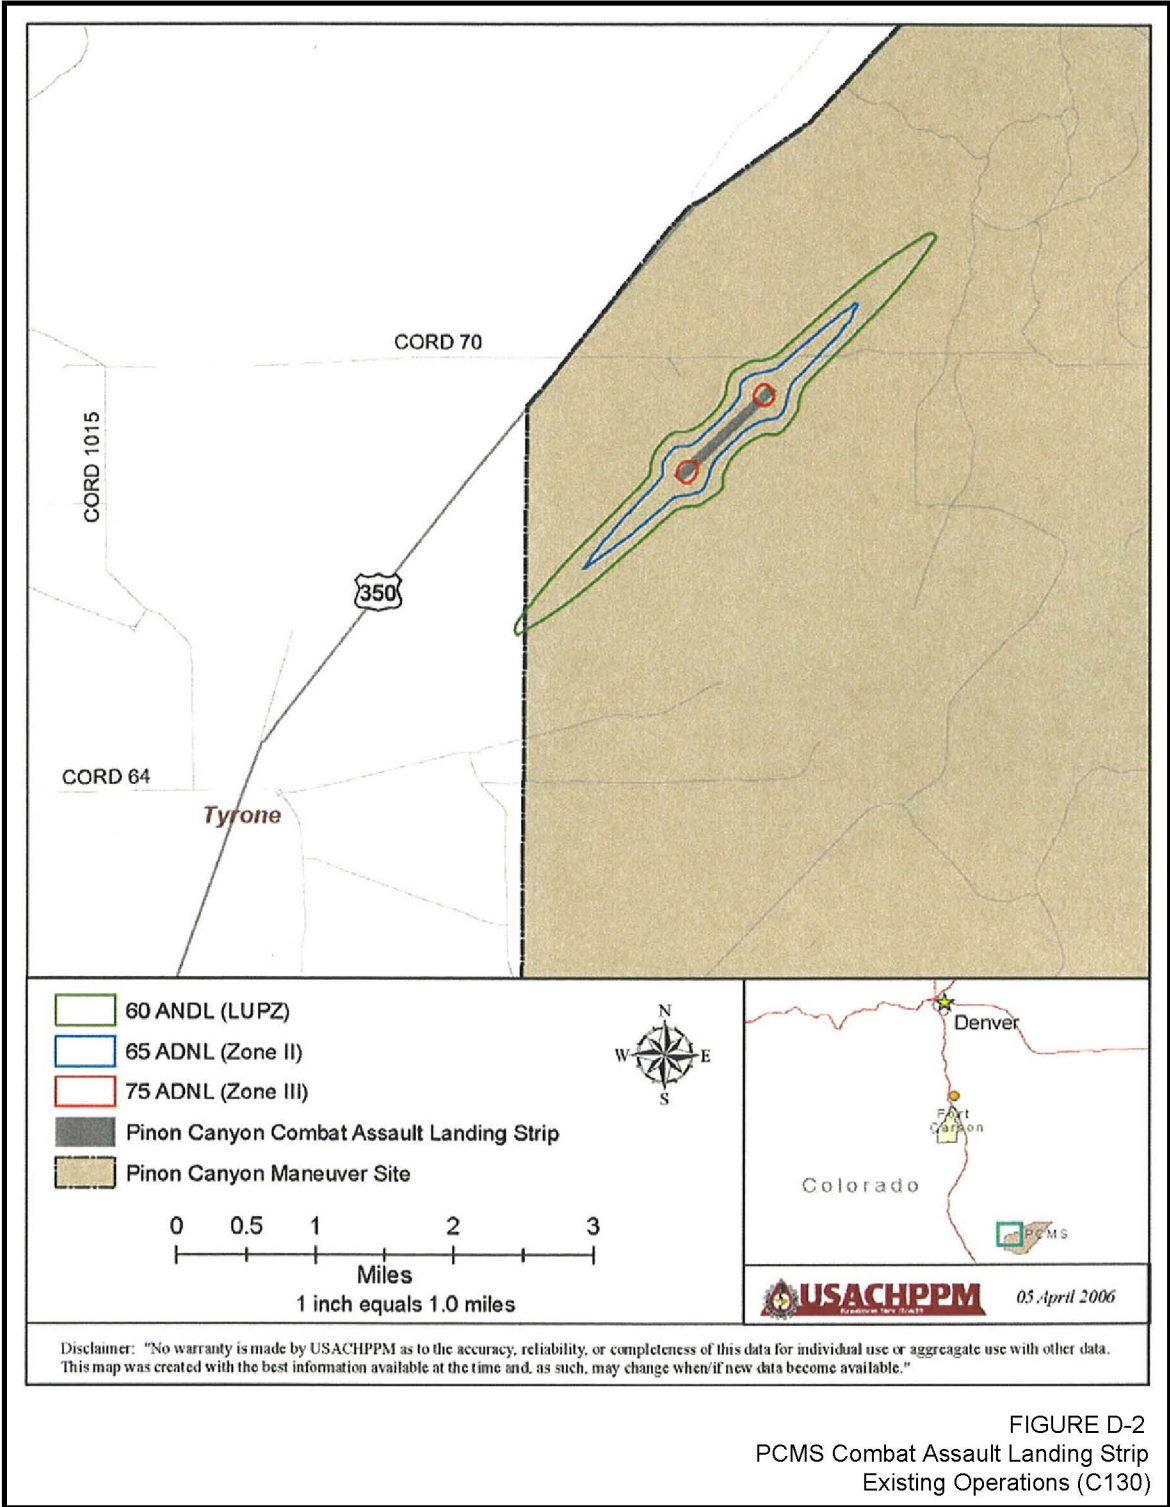 CORD 70
CORD 1015
350
CORD 64
Tyrone
60 ANDL (LUPZ)
65 ADNL (Zone II)
75 ADNL (Zone III)
Pinon Canyon Combat Assault Landing Strip
Pinon Canyon Maneuver Site
N
W E
S
0 0.5 1 2 3
Miles
1 inch equals 1.0 miles
Denver
Fort
Carson
Colorado
PCMS
USACHPPM
05 April 2006
Disclaimer: "No warranty is made by USACHPPM as to the accuracy, reliability, or completeness of this data for individual use or aggreagate use with other data.
This map was created with the best information available at the time and, as such, may change when/if new data become available."
FIGURE D-2
PCMS Combat Assault Landing Strip
Existing Operations (C130)